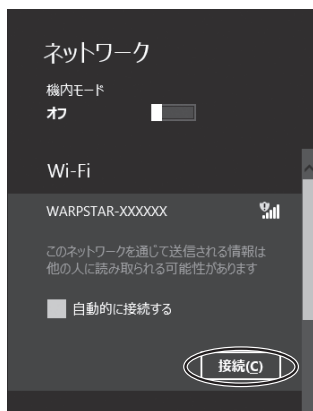 ネットワーク
機内モード
オフ
Wi-Fi
WARPSTAR-XXXXXX
このネットワークを通じて送信される情報は
他の人に読み取られる可能性があります
自動的に接続する
接続(C)